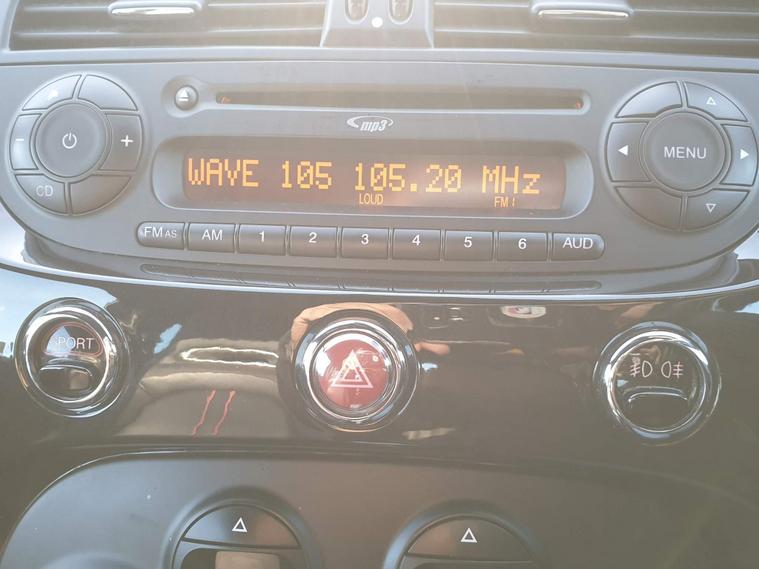 mp3
WAVE 105 105.20 MHz
LOUD FM1
MENU
CD
FM AS AM 1 2 3 4 5 6 AUD
SPORT